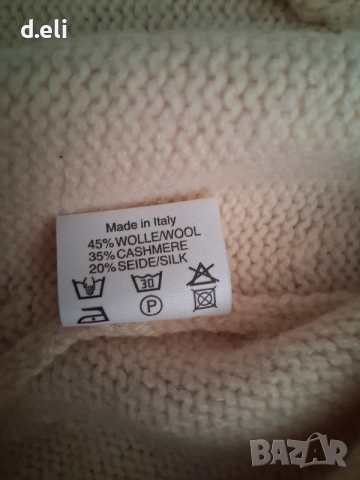 d.eli
Made in Italy
45% WOLLE/WOOL
35% CASHMERE
20% SEIDE/SILK
30
P
BAZAR